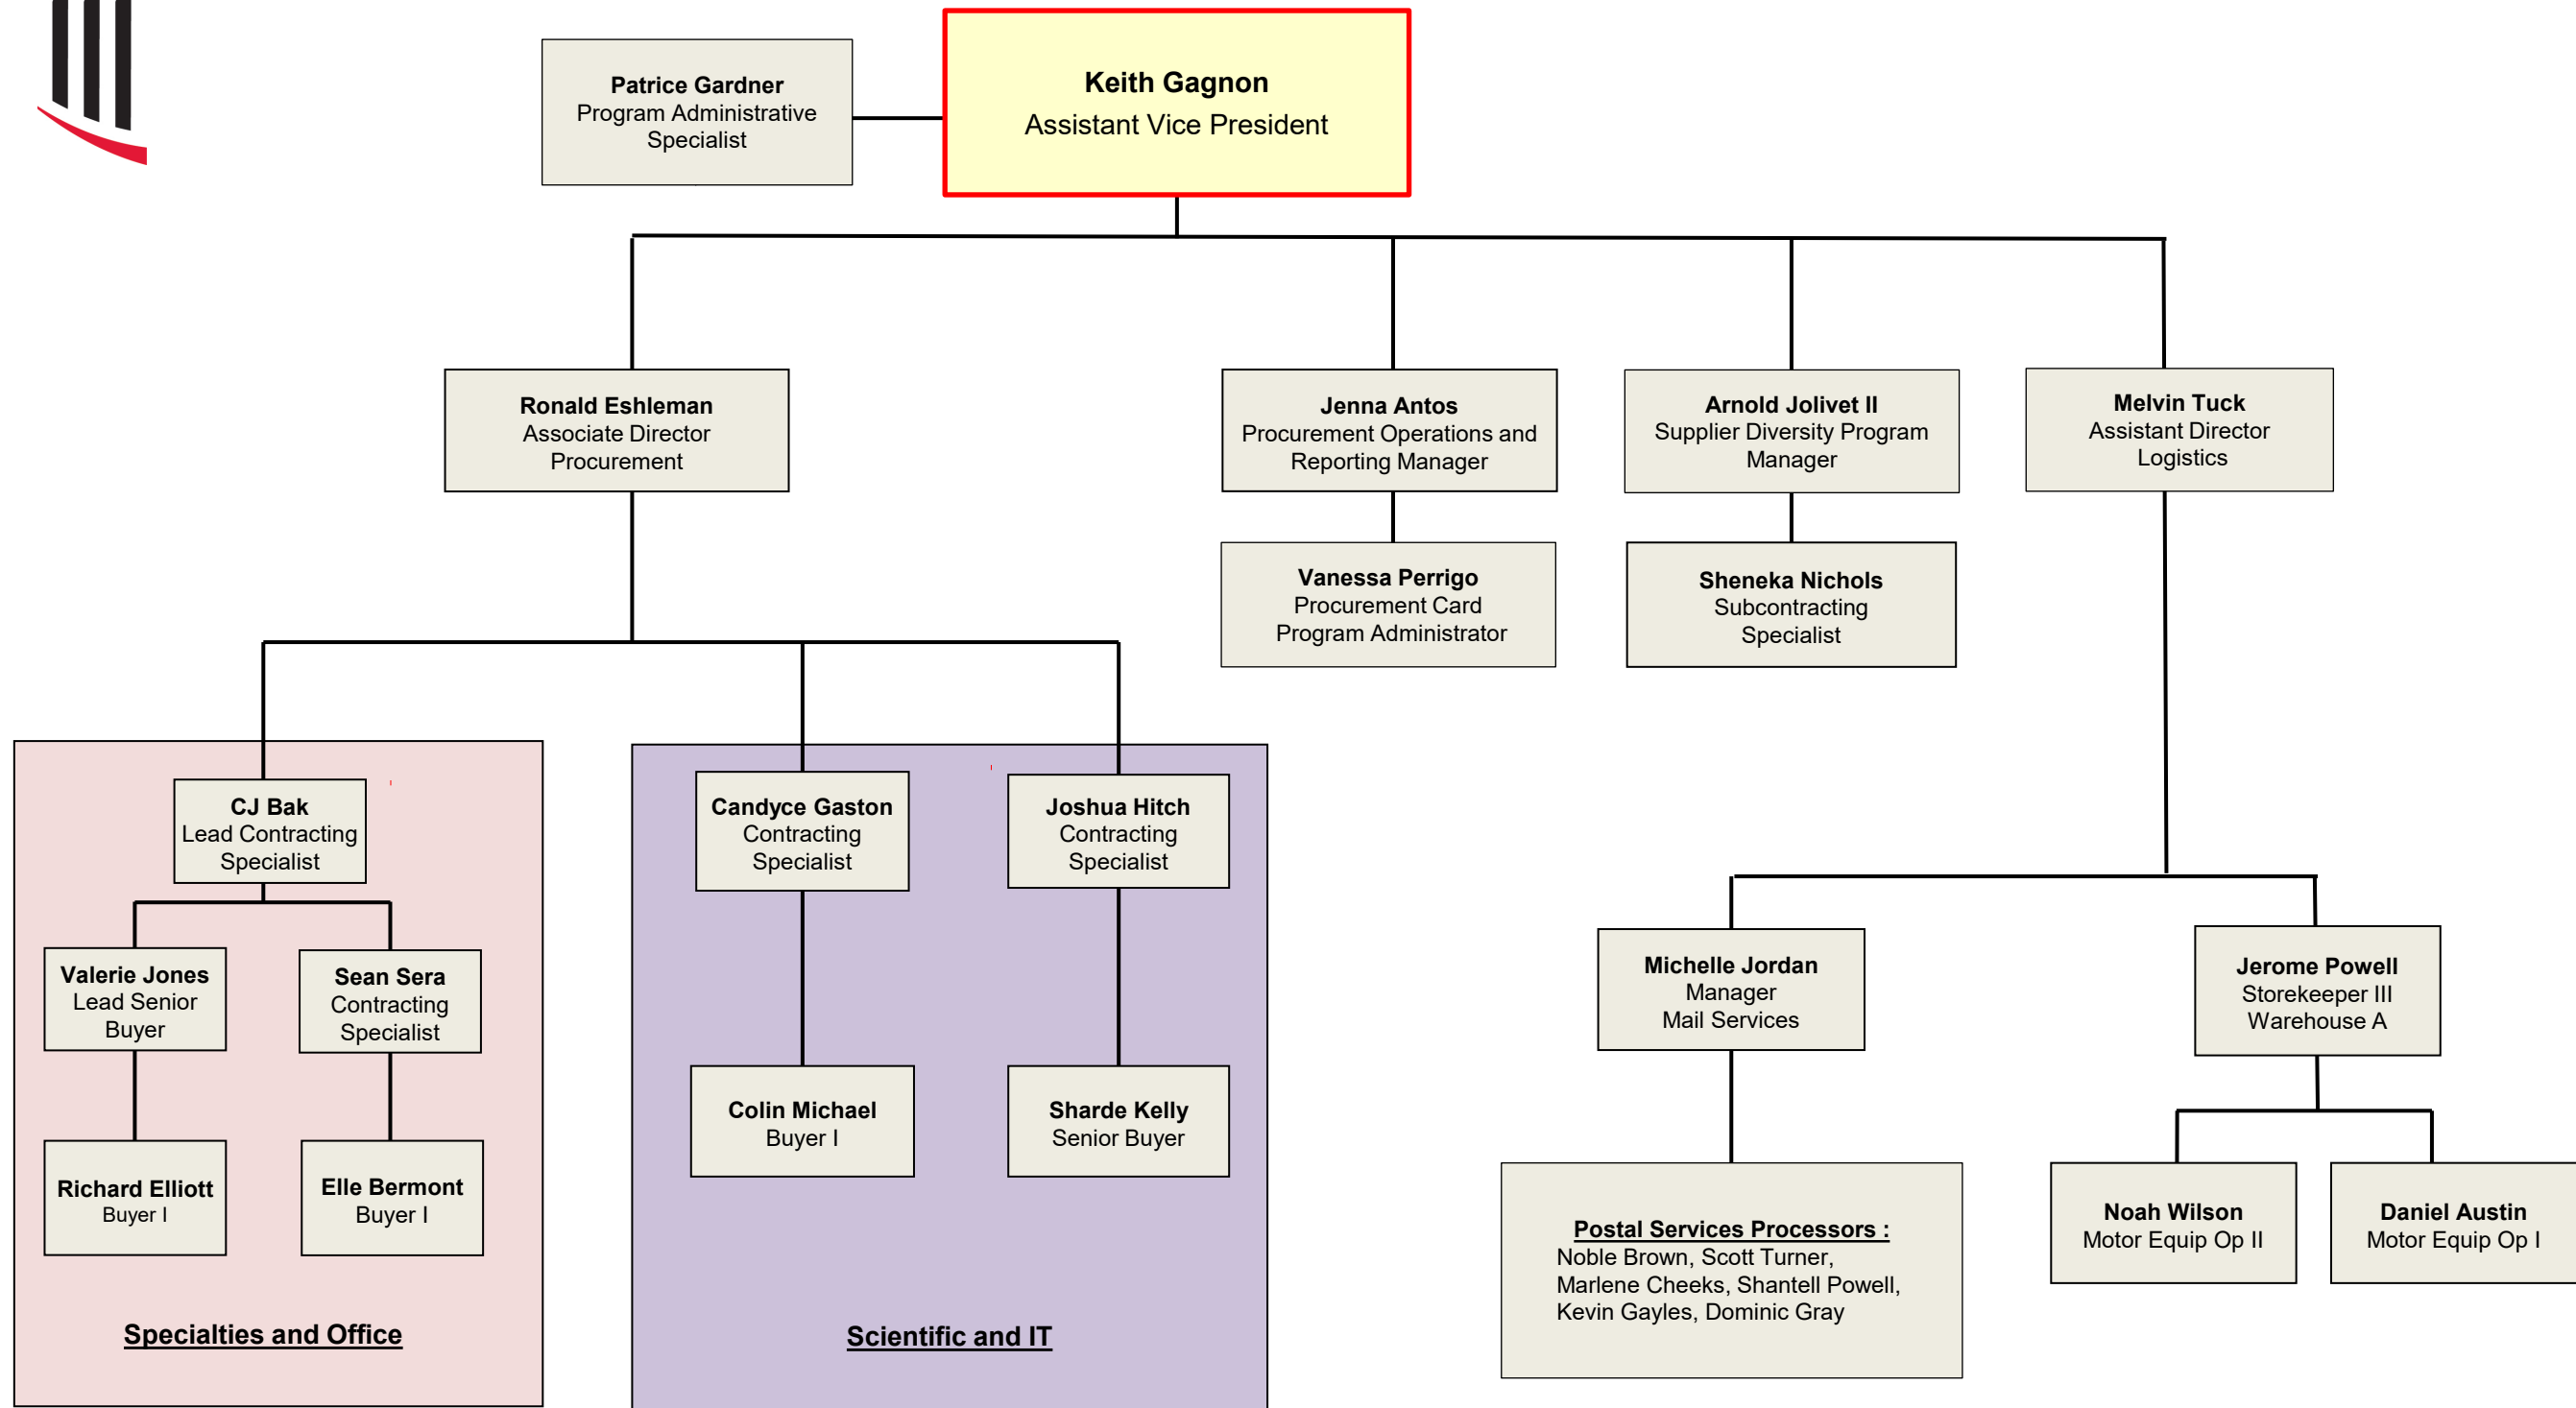 Patrice Gardner
Program Administrative
Specialist
Keith Gagnon
Assistant Vice President
Ronald Eshleman
Associate Director
Procurement
Jenna Antos
Procurement Operations and
Reporting Manager
Arnold Jolivet II
Supplier Diversity Program
Manager
Melvin Tuck
Assistant Director
Logistics
Vanessa Perrigo
Procurement Card
Program Administrator
Sheneka Nichols
Subcontracting
Specialist
CJ Bak
Lead Contracting
Specialist
Candyce Gaston
Contracting
Specialist
Joshua Hitch
Contracting
Specialist
Valerie Jones
Lead Senior
Buyer
Sean Sera
Contracting
Specialist
Michelle Jordan
Manager
Mail Services
Jerome Powell
Storekeeper III
Warehouse A
Richard Elliott
Buyer I
Elle Bermont
Buyer I
Colin Michael
Buyer I
Sharde Kelly
Senior Buyer
Postal Services Processors :
Noble Brown, Scott Turner,
Marlene Cheeks, Shantell Powell,
Kevin Gayles, Dominic Gray
Noah Wilson
Motor Equip Op II
Daniel Austin
Motor Equip Op I
Specialties and Office
Scientific and IT